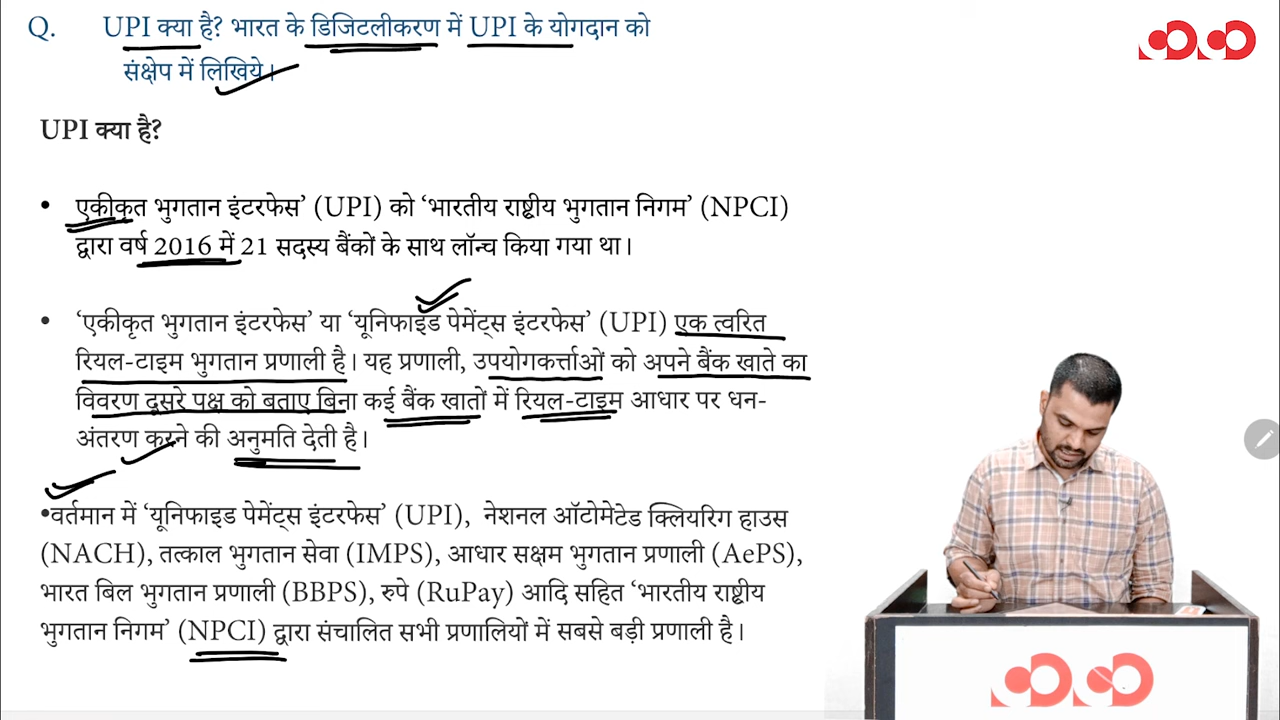 Q. UPI क्या है? भारत के डिजिटलीकरण में UPI के योगदान को
संक्षेप में लिखिये।
UPI क्या है?
• एकीकृत भुगतान इंटरफेस’ (UPI) को ‘भारतीय राष्ट्रीय भुगतान निगम’ (NPCI)
द्वारा वर्ष 2016 में 21 सदस्य बैंकों के साथ लॉन्च किया गया था।
• ‘एकीकृत भुगतान इंटरफेस’ या ‘यूनिफाइड पेमेंट्स इंटरफेस’ (UPI) एक त्वरित
रियल-टाइम भुगतान प्रणाली है। यह प्रणाली, उपयोगकर्त्ताओं को अपने बैंक खाते का
विवरण दूसरे पक्ष को बताए बिना कई बैंक खातों में रियल-टाइम आधार पर धन-
अंतरण करने की अनुमति देती है।
•वर्तमान में ‘यूनिफाइड पेमेंट्स इंटरफेस’ (UPI), नेशनल ऑटोमेटेड क्लियरिग हाउस
(NACH), तत्काल भुगतान सेवा (IMPS), आधार सक्षम भुगतान प्रणाली (AePS),
भारत बिल भुगतान प्रणाली (BBPS), रुपे (RuPay) आदि सहित ‘भारतीय राष्ट्रीय
भुगतान निगम’ (NPCI) द्वारा संचालित सभी प्रणालियों में सबसे बड़ी प्रणाली है।